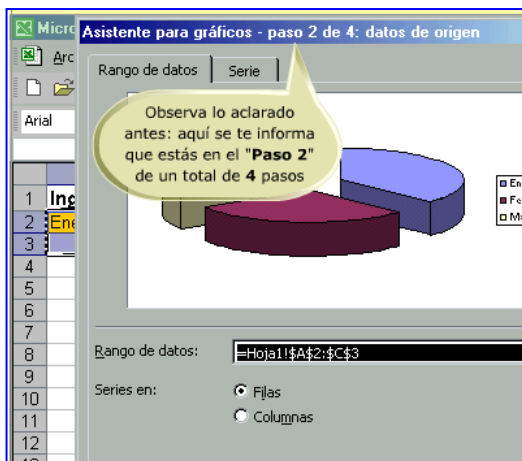 Micro
Asistente para gráficos - paso 2 de 4: datos de origen
Arc
Rango de datos
Serie
Arial
Observa lo aclarado
antes: aquí se te informa
que estás en el "Paso 2"
de un total de 4 pasos
En
Fe
Ma
1
Ing
2
Ene
3
4
5
6
7
8
9
10
11
12
Rango de datos:
=Hoja1!$A$2:$C$3
Series en:
Filas
Columnas